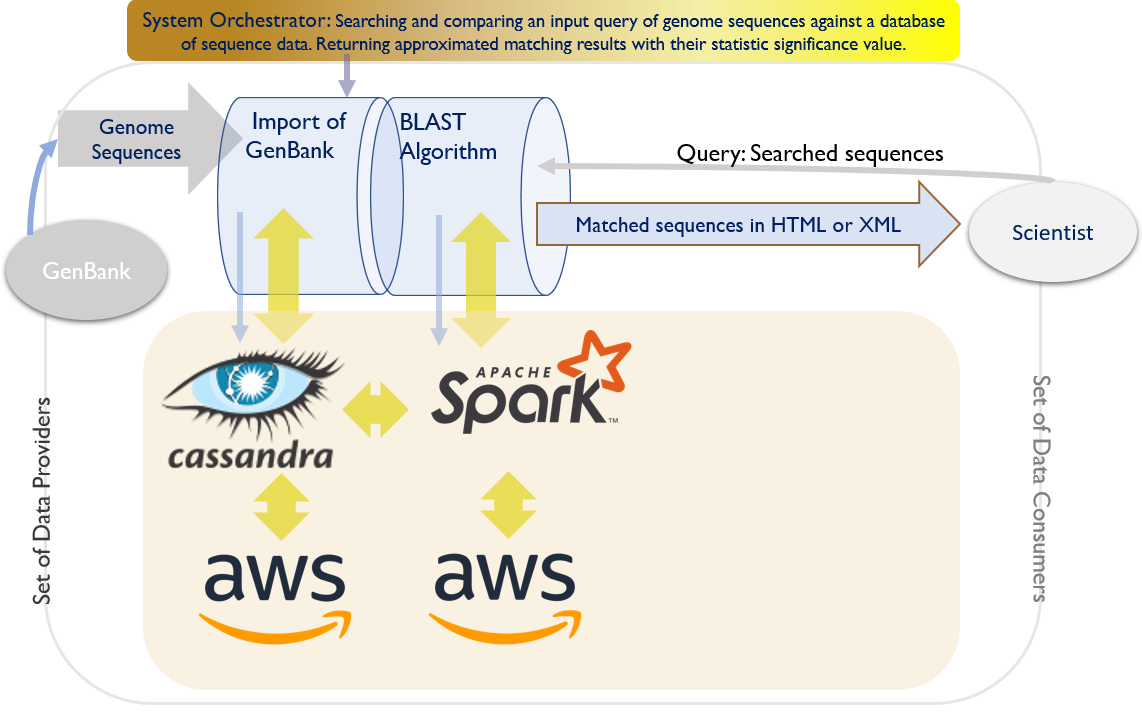 System Orchestrator: Searching and comparing an input query of genome sequences against a database
of sequence data. Returning approximated matching results with their statistic significance value.
Genome
Sequences
Import of
GenBank
BLAST
Algorithm
Query: Searched sequences
Matched sequences in HTML or XML
Scientist
GenBank
Set of Data Providers
Set of Data Consumers
cassandra
APACHE
Spark™
aws
aws